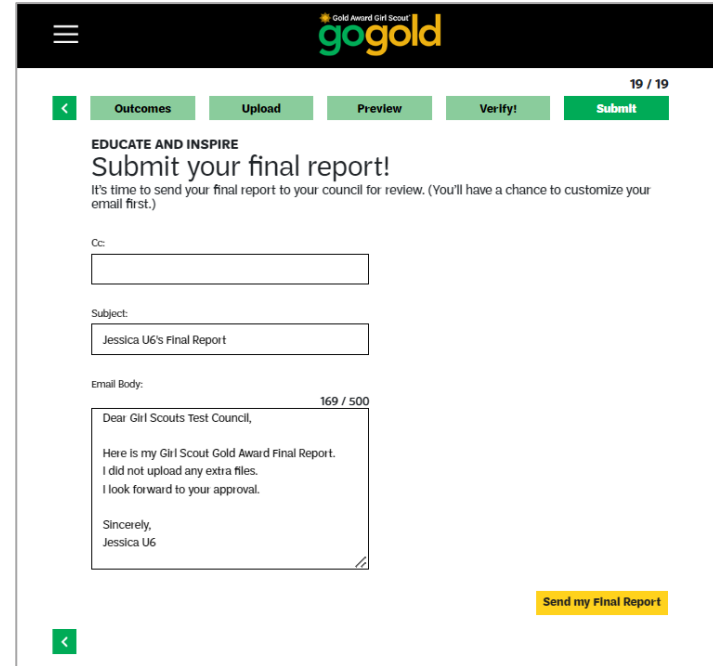 Gold Award Girl Scout
gogold
19 / 19
Outcomes
Upload
Preview
Verify!
Submit
EDUCATE AND INSPIRE
Submit your final report!
It's time to send your final report to your council for review. (You'll have a chance to customize your
email first.)
Cc:
Subject:
Jessica U6's Final Report
Email Body:
169 / 500
Dear Girl Scouts Test Council,
Here is my Girl Scout Gold Award Final Report.
I did not upload any extra files.
I look forward to your approval.
Sincerely,
Jessica U6
Send my Final Report